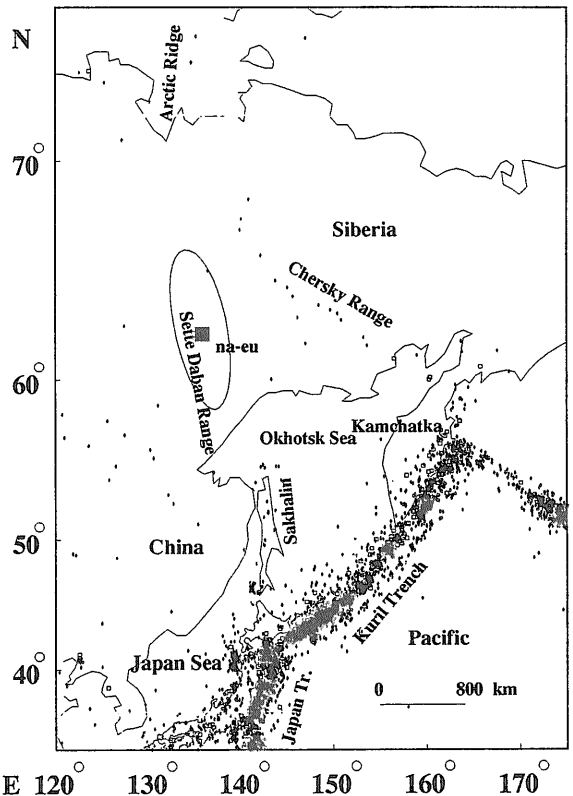 N
Arctic Ridge
70°
Siberia
Chersky Range
Sette Daban Range
na-eu
60°
Kamchatka
Okhotsk Sea
Sakhalin
50°
China
Kuril Trench
Pacific
Japan Sea
40°
0 800 km
Japan Tr.
E 120° 130° 140° 150° 160° 170°